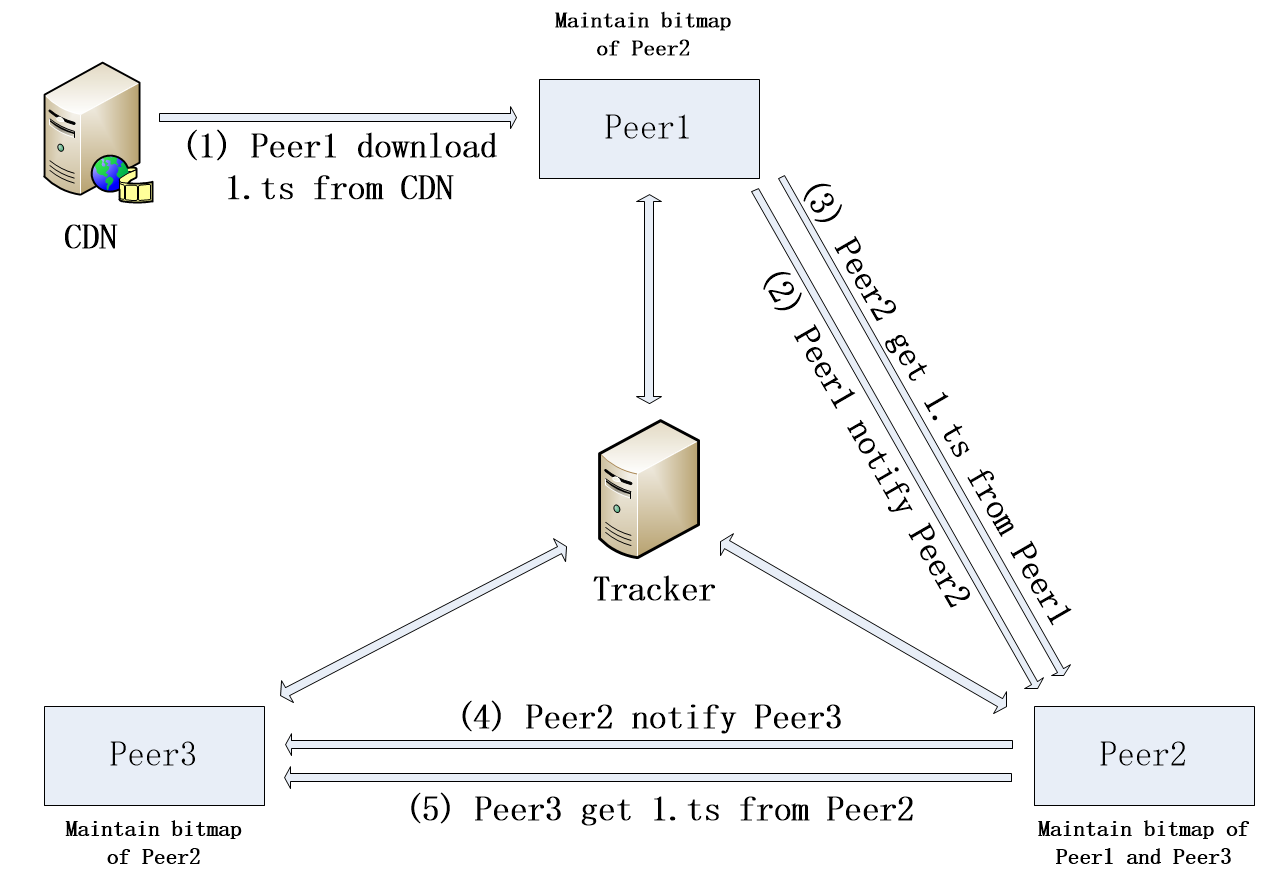 Maintain bitmap
of Peer2
Peer1
(1) Peer1 download
1.ts from CDN
CDN
(3) Peer2 get 1.ts from Peer1
(2) Peer1 notify Peer2
Tracker
(4) Peer2 notify Peer3
Peer3
Peer2
(5) Peer3 get 1.ts from Peer2
Maintain bitmap
of Peer2
Maintain bitmap of
Peer1 and Peer3